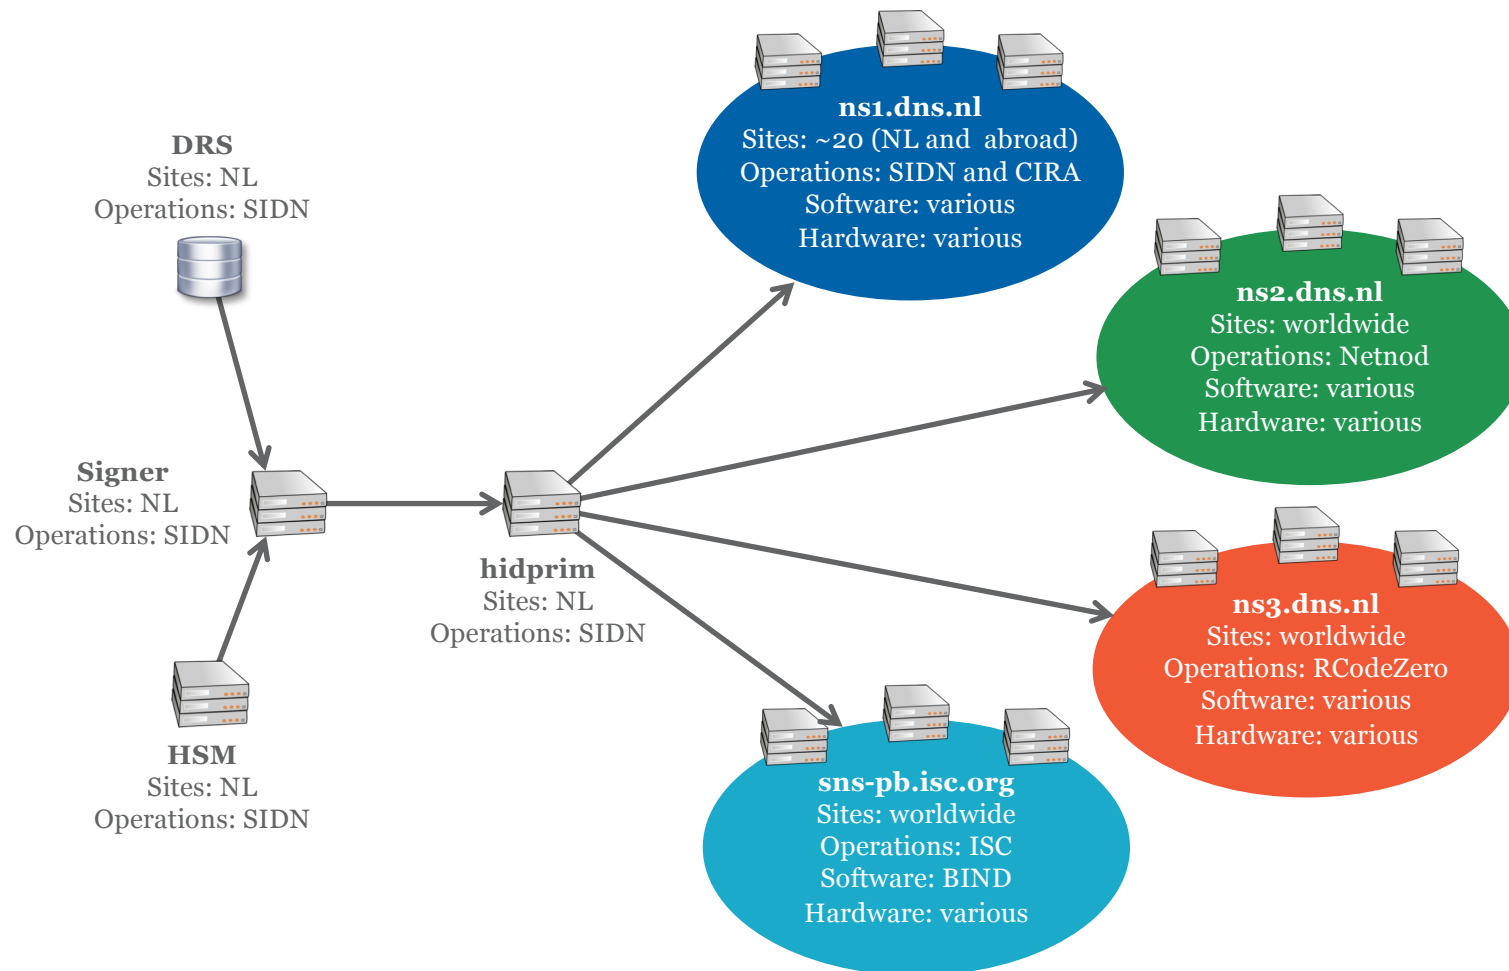 DRS
Sites: NL
Operations: SIDN
Signer
Sites: NL
Operations: SIDN
HSM
Sites: NL
Operations: SIDN
hidprim
Sites: NL
Operations: SIDN
ns1.dns.nl
Sites: ~20 (NL and  abroad)
Operations: SIDN and CIRA
Software: various
Hardware: various
ns2.dns.nl
Sites: worldwide
Operations: Netnod
Software: various
Hardware: various
ns3.dns.nl
Sites: worldwide
Operations: RCodeZero
Software: various
Hardware: various
sns-pb.isc.org
Sites: worldwide
Operations: ISC
Software: BIND
Hardware: various